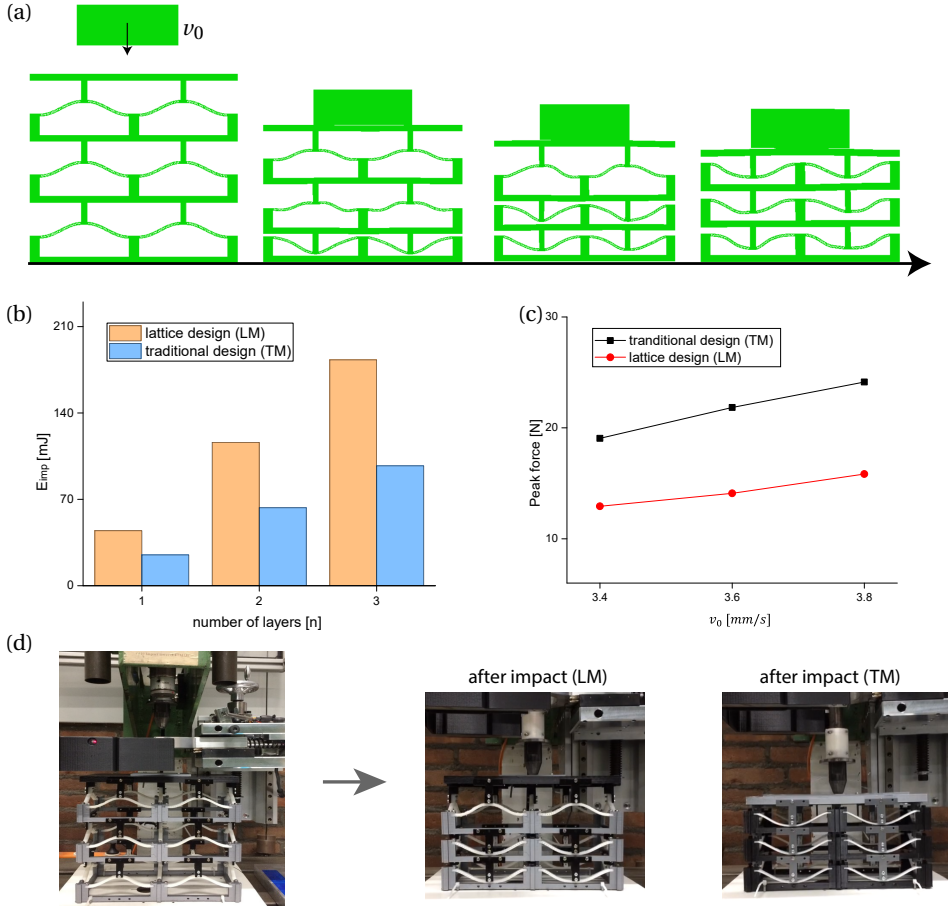 (a)
v₀
(b)
210
140
70
0
E_imp [mJ]
lattice design (LM)
traditional design (TM)
1
2
3
number of layers [n]
(c)
30
20
10
Peak force [N]
tranditional design (TM)
lattice design (LM)
3.4
3.6
3.8
v₀ [mm/s]
(d)
after impact (LM)
after impact (TM)